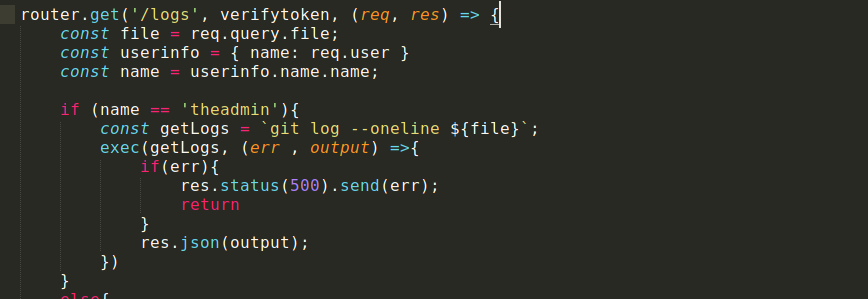 router.get('/logs', verifytoken, (req, res) => {
    const file = req.query.file;
    const userinfo = { name: req.user }
    const name = userinfo.name.name;

    if (name == 'theadmin'){
        const getLogs = `git log --oneline ${file}`;
        exec(getLogs, (err , output) =>{
            if(err){
                res.status(500).send(err);
                return
            }
            res.json(output);
        })
    }
    else{